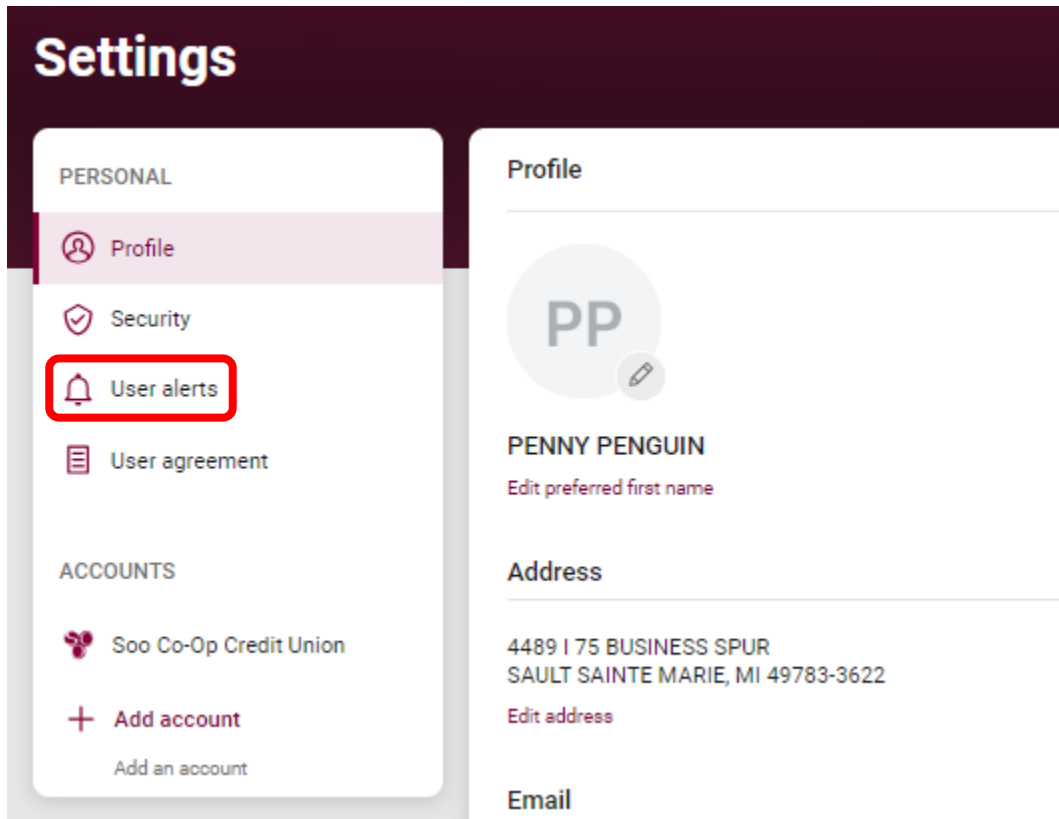 Settings
PERSONAL
Profile
Security
User alerts
User agreement
ACCOUNTS
Soo Co-Op Credit Union
Add account
Add an account
Profile
PP
PENNY PENGUIN
Edit preferred first name
Address
4489 I 75 BUSINESS SPUR
SAULT SAINTE MARIE, MI 49783-3622
Edit address
Email